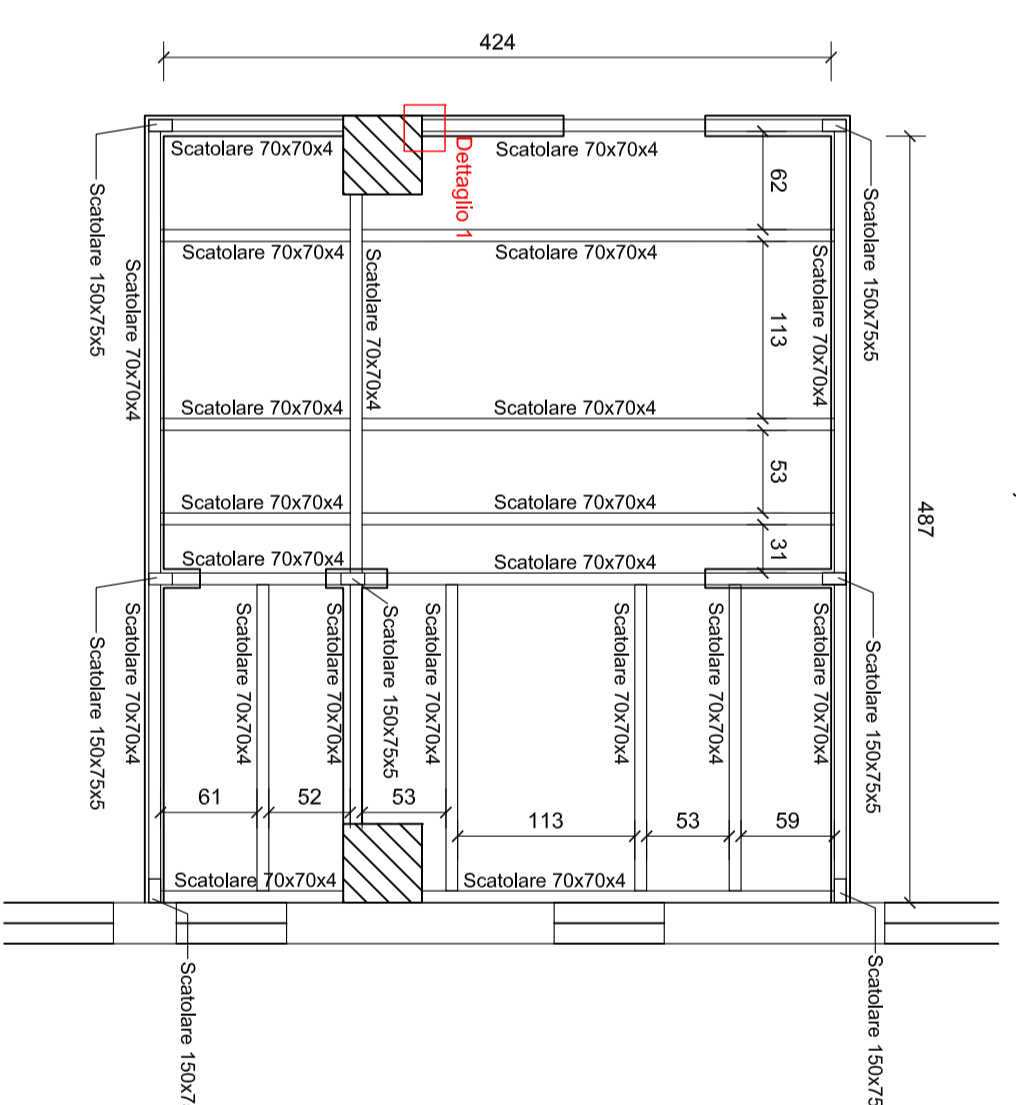 424
Scatolare 70x70x4
Scatolare 70x70x4
Dettaglio 1
62
Scatolare 150x75x5
Scatolare 150x75x5
Scatolare 70x70x4
Scatolare 70x70x4
Scatolare 70x70x4
Scatolare 70x70x4
Scatolare 70x70x4
113
Scatolare 70x70x4
Scatolare 70x70x4
53
487
Scatolare 70x70x4
Scatolare 70x70x4
31
Scatolare 70x70x4
Scatolare 70x70x4
Scatolare 150x75x5
Scatolare 70x70x4
Scatolare 70x70x4
Scatolare 70x70x4
Scatolare 150x75x5
Scatolare 70x70x4
Scatolare 70x70x4
Scatolare 70x70x4
Scatolare 70x70x4
Scatolare 150x75x5
61
52
53
113
53
59
Scatolare 70x70x4
Scatolare 70x70x4
Scatolare 150x7
Scatolare 150x75